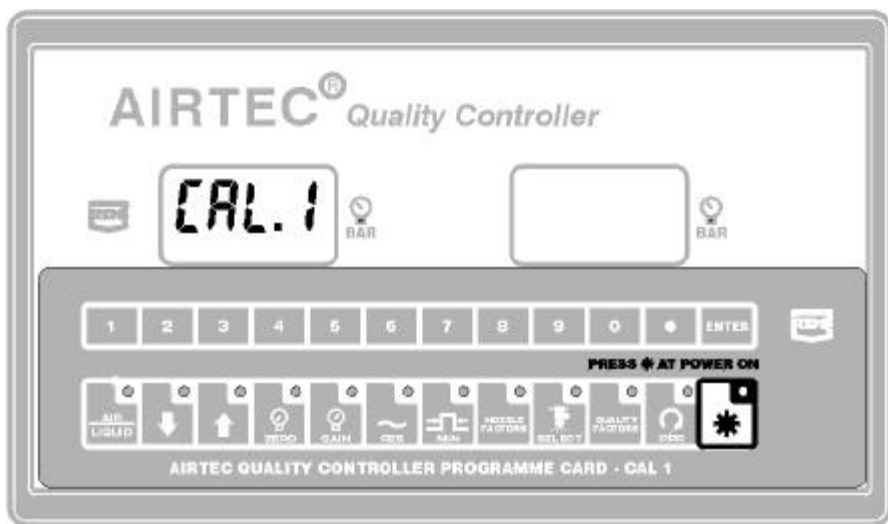 AIRTEC® Quality Controller
CAL.1
BAR
BAR
1 2 3 4 5 6 7 8 9 0 • ENTER
PRESS ✱ AT POWER ON
AIR
LIQUID
ZERO
GAIN
MIN
NOZZLE
FACTORS
SELECT
QUALITY
FACTORS
✱
AIRTEC QUALITY CONTROLLER PROGRAMME CARD - CAL 1